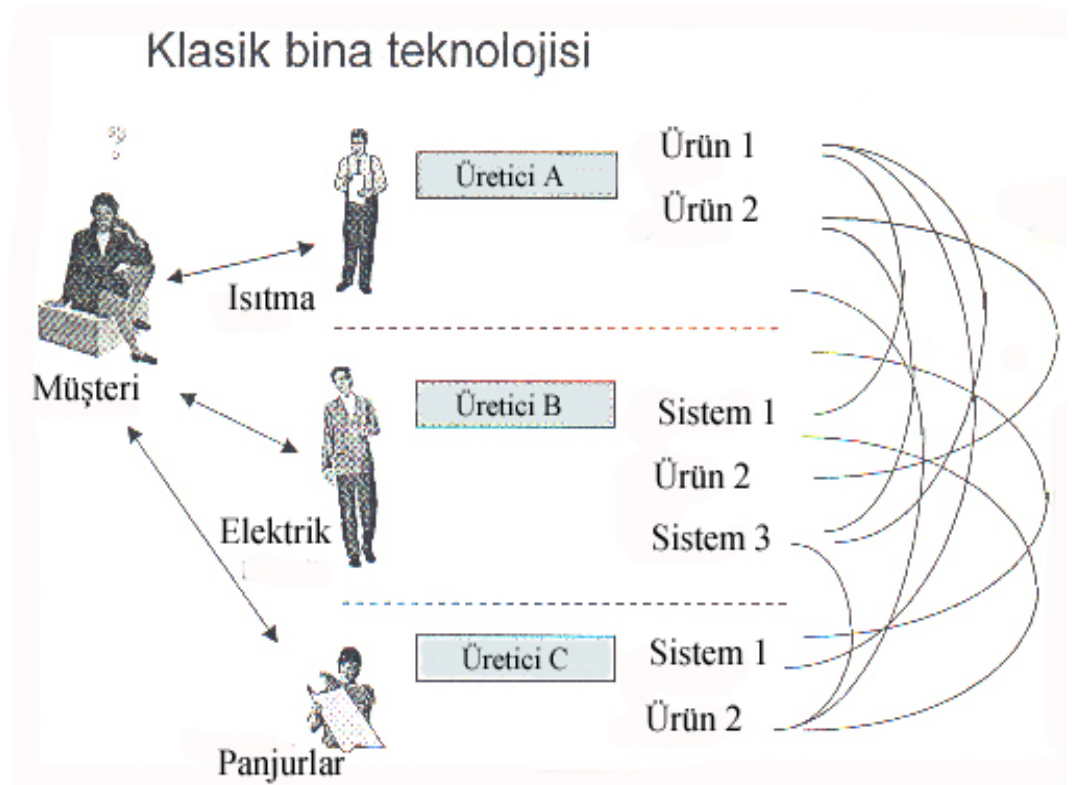 Klasik bina teknolojisi
?
Üretici A
Ürün 1
Ürün 2
Isıtma
Müşteri
Üretici B
Sistem 1
Ürün 2
Elektrik
Sistem 3
Üretici C
Sistem 1
Ürün 2
Panjurlar